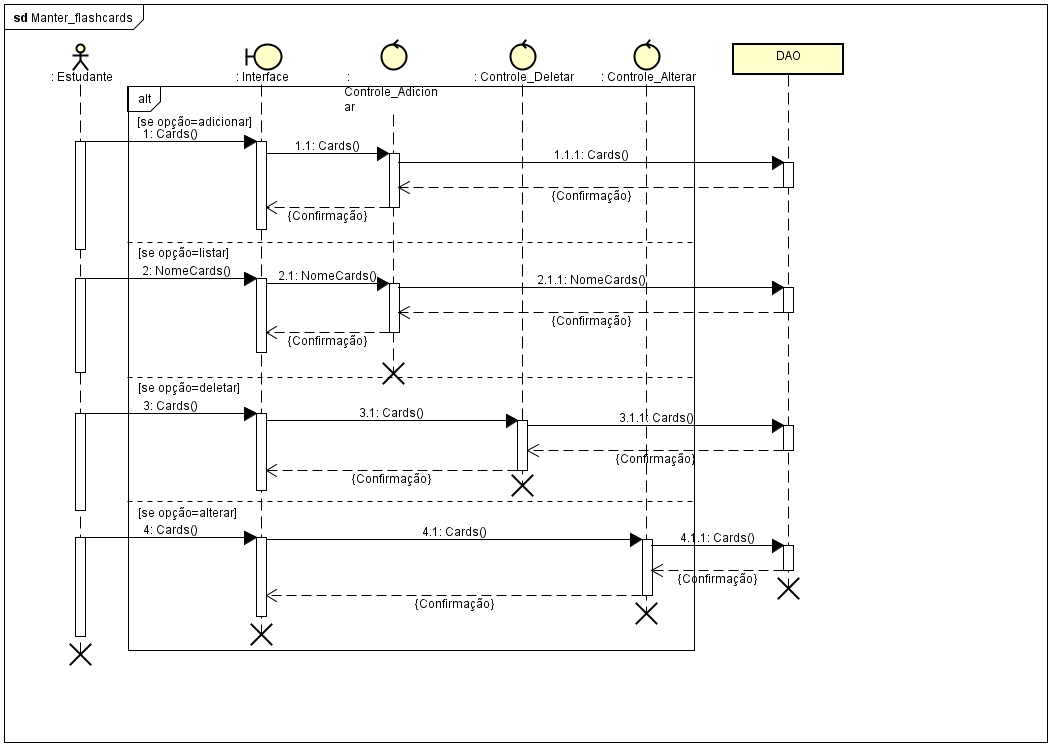 sd Manter_flashcards
: Estudante
: Interface
:
Controle_Adicion
ar
: Controle_Deletar
: Controle_Alterar
DAO
alt
[se opção=adicionar]
1: Cards()
1.1: Cards()
1.1.1: Cards()
{Confirmação}
{Confirmação}
[se opção=listar]
2: NomeCards()
2.1: NomeCards()
2.1.1: NomeCards()
{Confirmação}
{Confirmação}
[se opção=deletar]
3: Cards()
3.1: Cards()
3.1.1: Cards()
{Confirmação}
{Confirmação}
[se opção=alterar]
4: Cards()
4.1: Cards()
4.1.1: Cards()
{Confirmação}
{Confirmação}